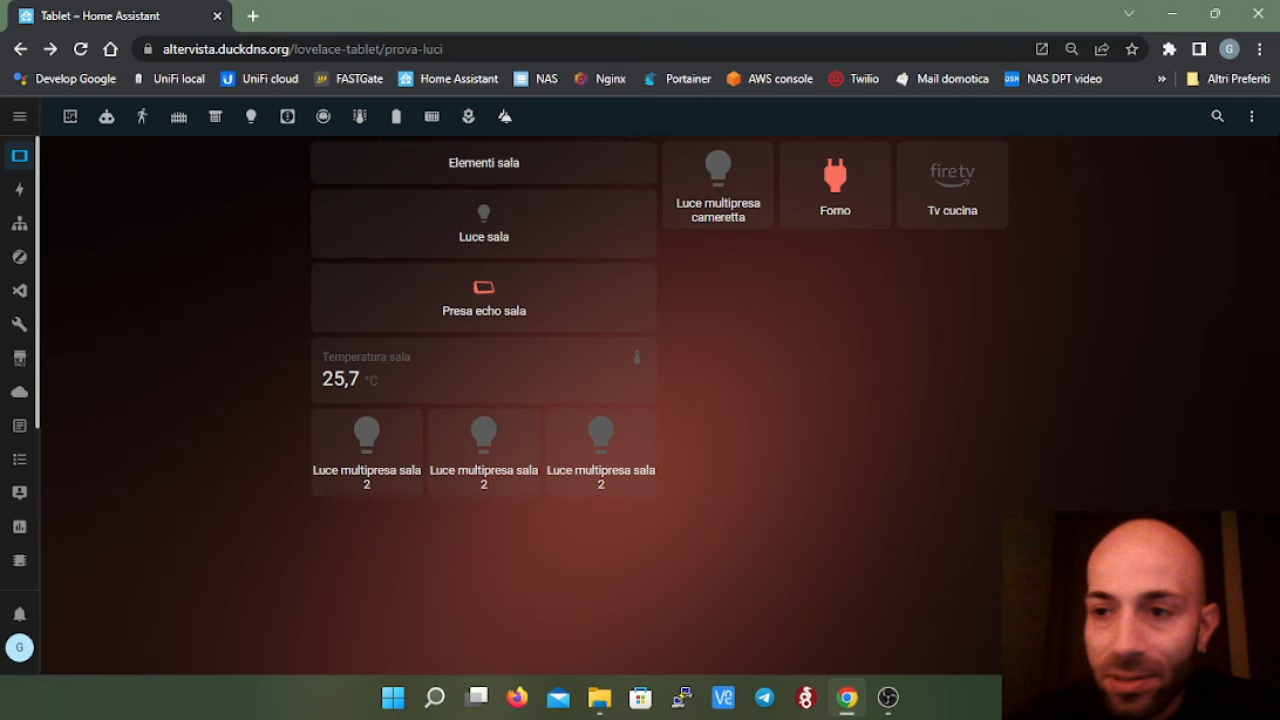 Tablet – Home Assistant
altervista.duckdns.org/lovelace-tablet/prova-luci
G
Develop Google
UniFi local
UniFi cloud
FASTGate
Home Assistant
NAS
Nginx
Portainer
AWS console
Twilio
Mail domotica
DSM
NAS DPT video
»
Altri Preferiti
Elementi sala
Luce sala
Presa echo sala
Temperatura sala
25,7 °C
Luce multipresa sala
2
Luce multipresa sala
2
Luce multipresa sala
2
Luce multipresa
cameretta
Forno
fire tv
Tv cucina
G